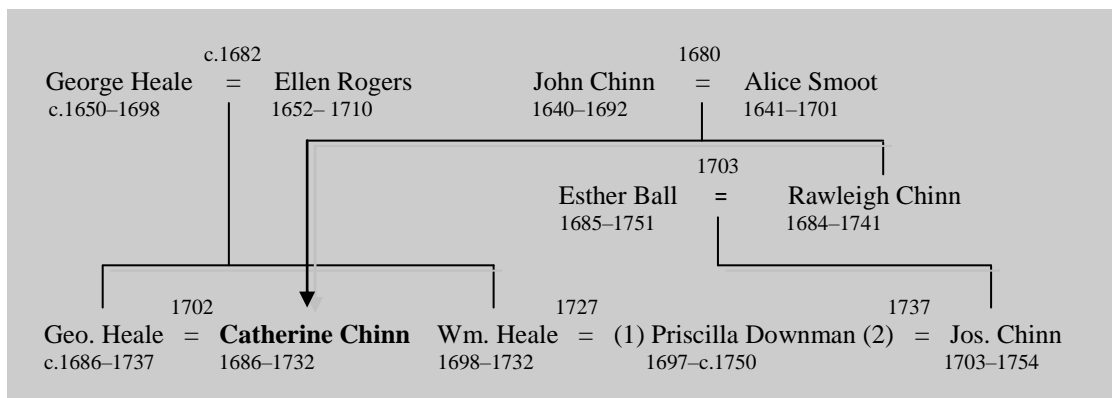 c.1682
1680
George Heale = Ellen Rogers John Chinn = Alice Smoot
c.1650–1698 1652– 1710 1640–1692 1641–1701
1703
Esther Ball = Rawleigh Chinn
1685–1751 1684–1741
1702 1727 1737
Geo. Heale = Catherine Chinn Wm. Heale = (1) Priscilla Downman (2) = Jos. Chinn
c.1686–1737 1686–1732 1698–1732 1697–c.1750 1703–1754